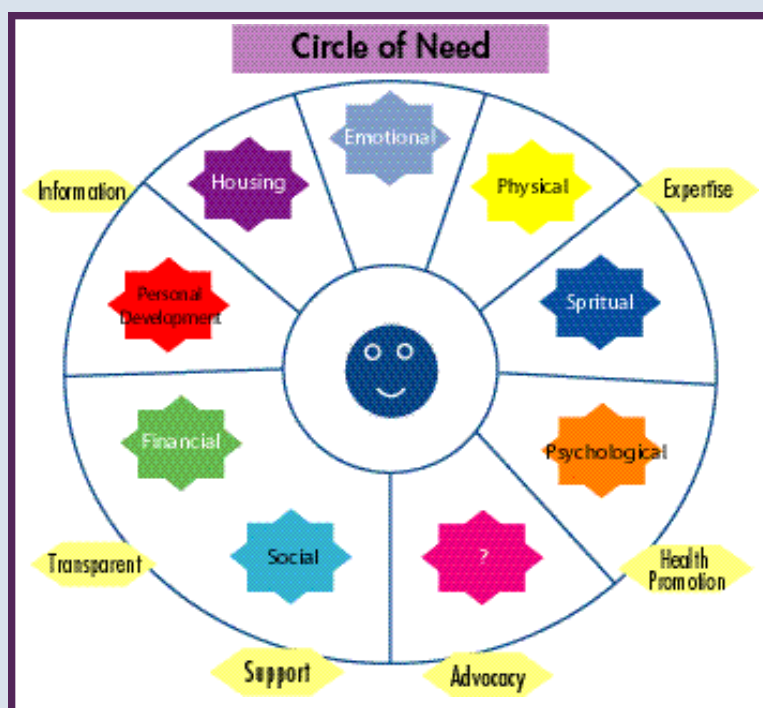 Circle of Need
Emotional
Housing
Physical
Information
Expertise
Personal
Development
Spritual
Financial
Psychological
Social
?
Transparent
Health
Promotion
Support
Advocacy